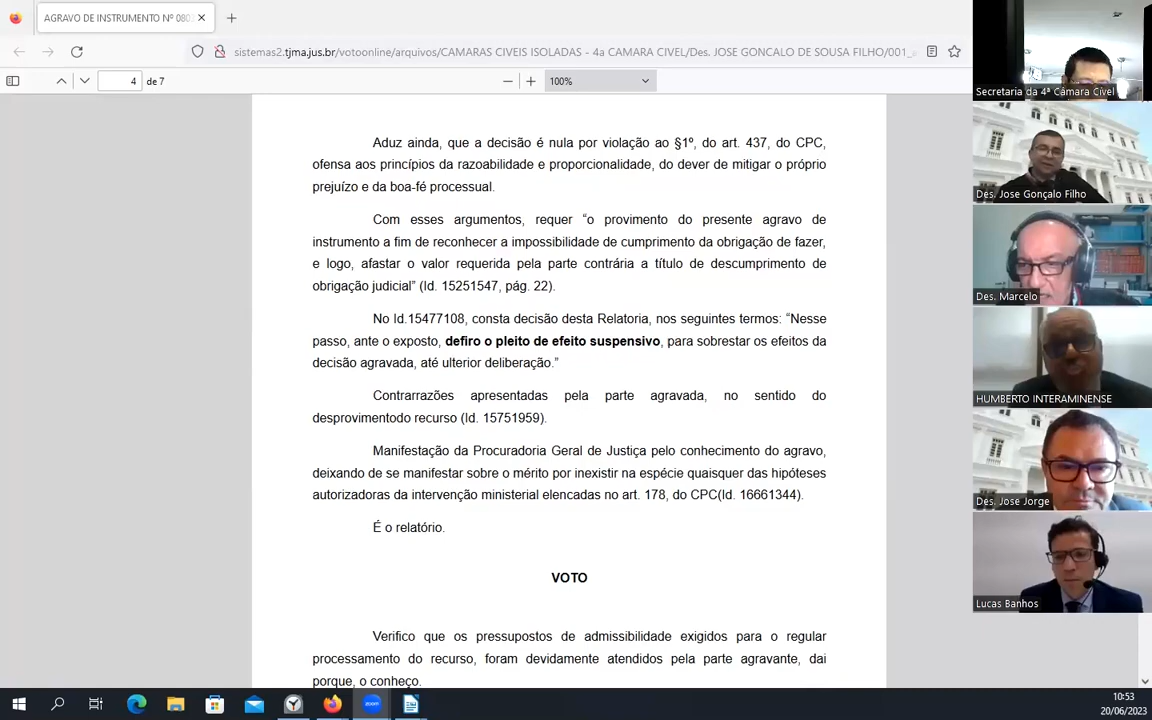 AGRAVO DE INSTRUMENTO Nº 080
sistemas2.tjma.jus.br/votoonline/arquivos/CAMARAS CIVEIS ISOLADAS - 4a CAMARA CIVEL/Des. JOSE GONCALO DE SOUSA FILHO/001_
4 de 7
100%
Aduz ainda, que a decisão é nula por violação ao §1º, do art. 437, do CPC,
ofensa aos princípios da razoabilidade e proporcionalidade, do dever de mitigar o próprio
prejuízo e da boa-fé processual.
Com esses argumentos, requer “o provimento do presente agravo de
instrumento a fim de reconhecer a impossibilidade de cumprimento da obrigação de fazer,
e logo, afastar o valor requerida pela parte contrária a título de descumprimento de
obrigação judicial” (Id. 15251547, pág. 22).
No Id.15477108, consta decisão desta Relatoria, nos seguintes termos: “Nesse
passo, ante o exposto, defiro o pleito de efeito suspensivo, para sobrestar os efeitos da
decisão agravada, até ulterior deliberação.”
Contrarrazões apresentadas pela parte agravada, no sentido do
desprovimentodo recurso (Id. 15751959).
Manifestação da Procuradoria Geral de Justiça pelo conhecimento do agravo,
deixando de se manifestar sobre o mérito por inexistir na espécie quaisquer das hipóteses
autorizadoras da intervenção ministerial elencadas no art. 178, do CPC(Id. 16661344).
É o relatório.
VOTO
Verifico que os pressupostos de admissibilidade exigidos para o regular
processamento do recurso, foram devidamente atendidos pela parte agravante, dai
porque, o conheço.
Secretaria da 4ª Câmara Cível
Des. Jose Gonçalo Filho
Des. Marcelo
HUMBERTO INTERAMINENSE
Des. Jose Jorge
Lucas Banhos
zoom
10:53
20/06/2023